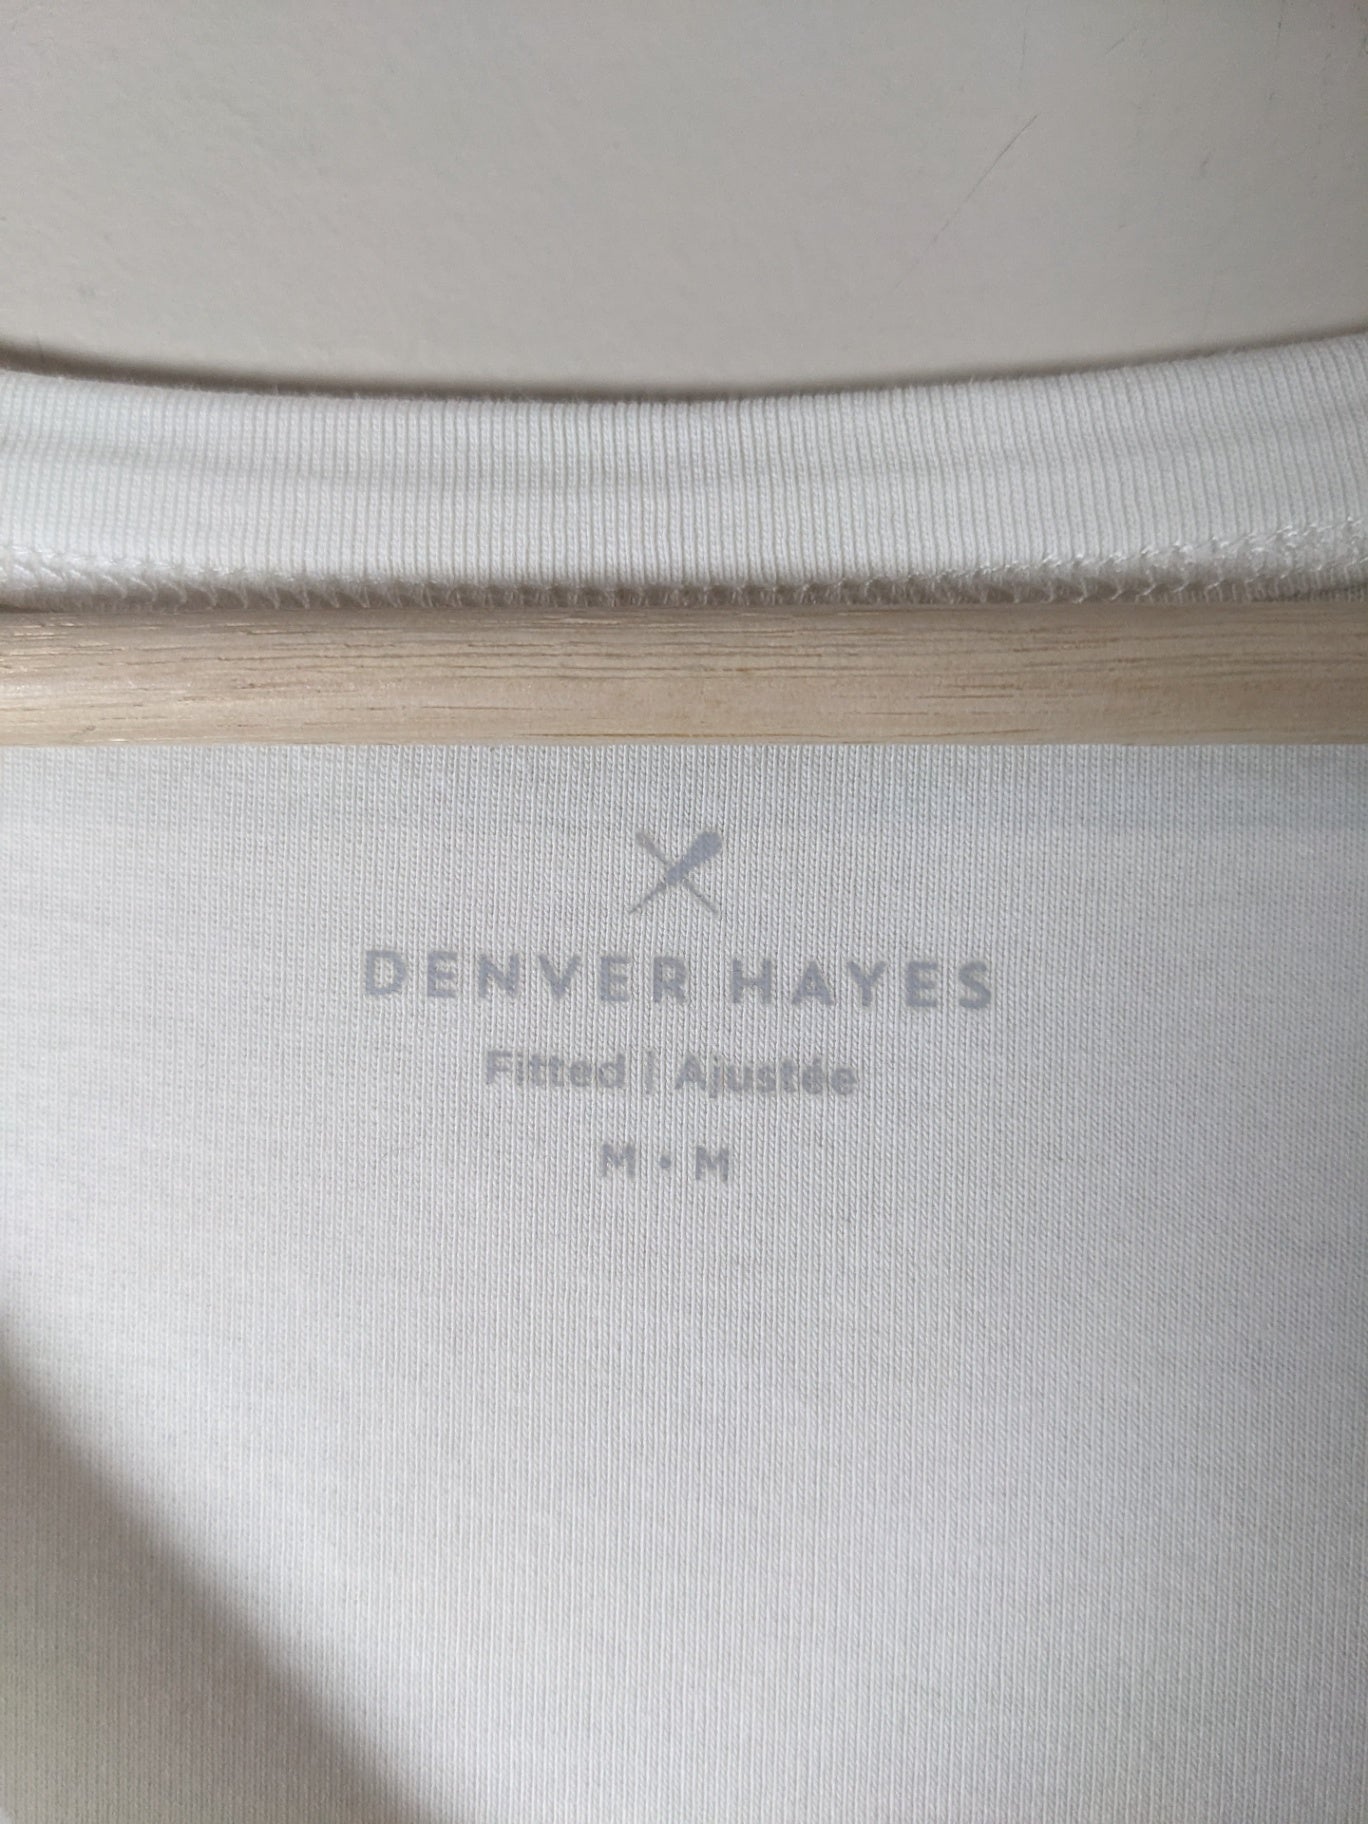 DENVER HAYES
Fitted | Ajustée
M • M